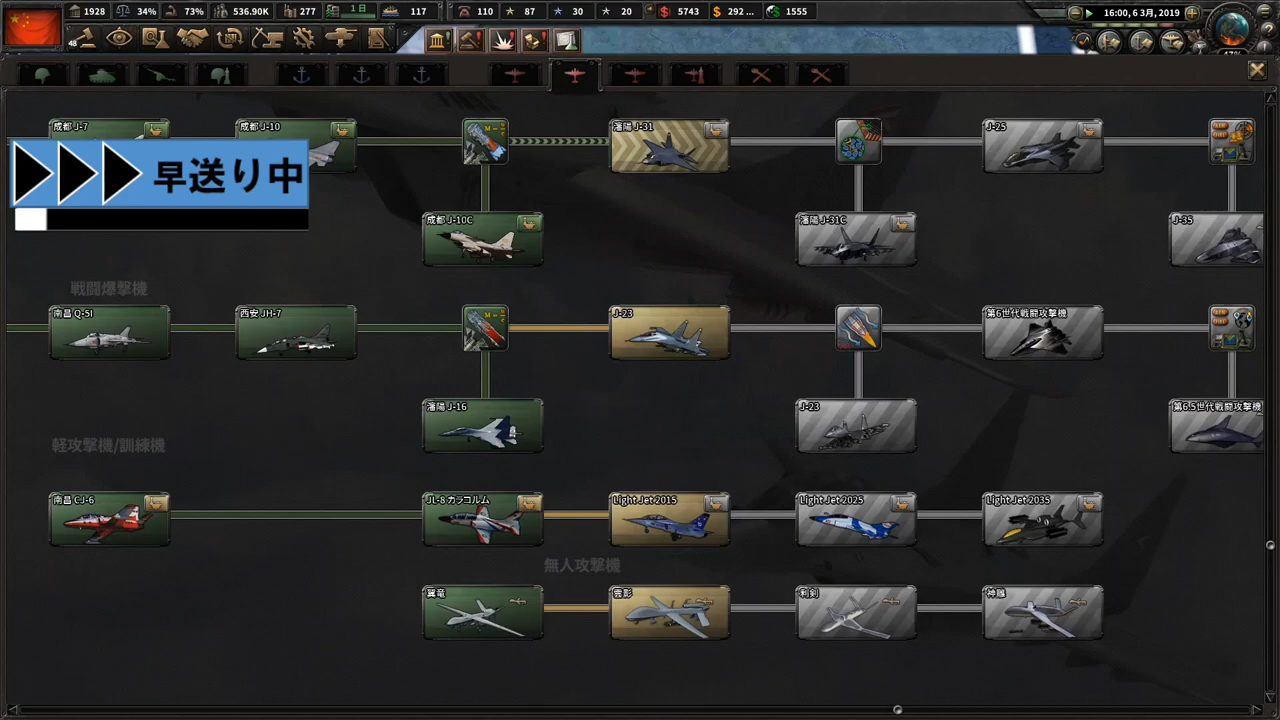 1928 34% 73% 536.90K 277 1日 117 110 87 30 20 5743 292 ... 1555 16:00, 6 3月, 2019
48
47%
成都 J-7 成都 J-10 瀋陽 J-31 J-25
早送り中
成都 J-10C 瀋陽 J-31C J-35
戦闘爆撃機
南昌 Q-5I 西安 JH-7 J-23 第6世代戦闘攻撃機
瀋陽 J-16 J-23 第6.5世代戦闘攻撃機
軽攻撃機/訓練機
南昌 CJ-6 JL-8 カラコルム Light Jet 2015 Light Jet 2025 Light Jet 2035
無人攻撃機
翼竜 雲影 利剣 神雕